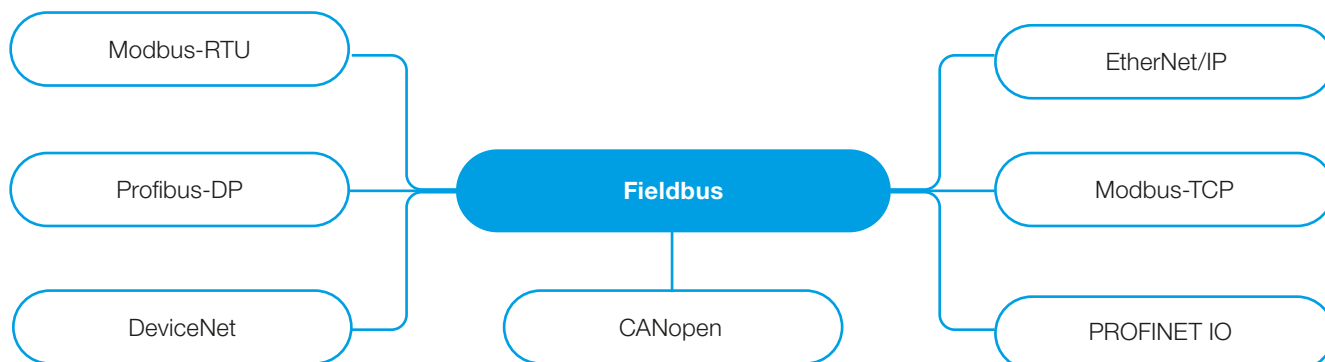 Modbus-RTU
EtherNet/IP
Profibus-DP
Fieldbus
Modbus-TCP
DeviceNet
CANopen
PROFINET IO